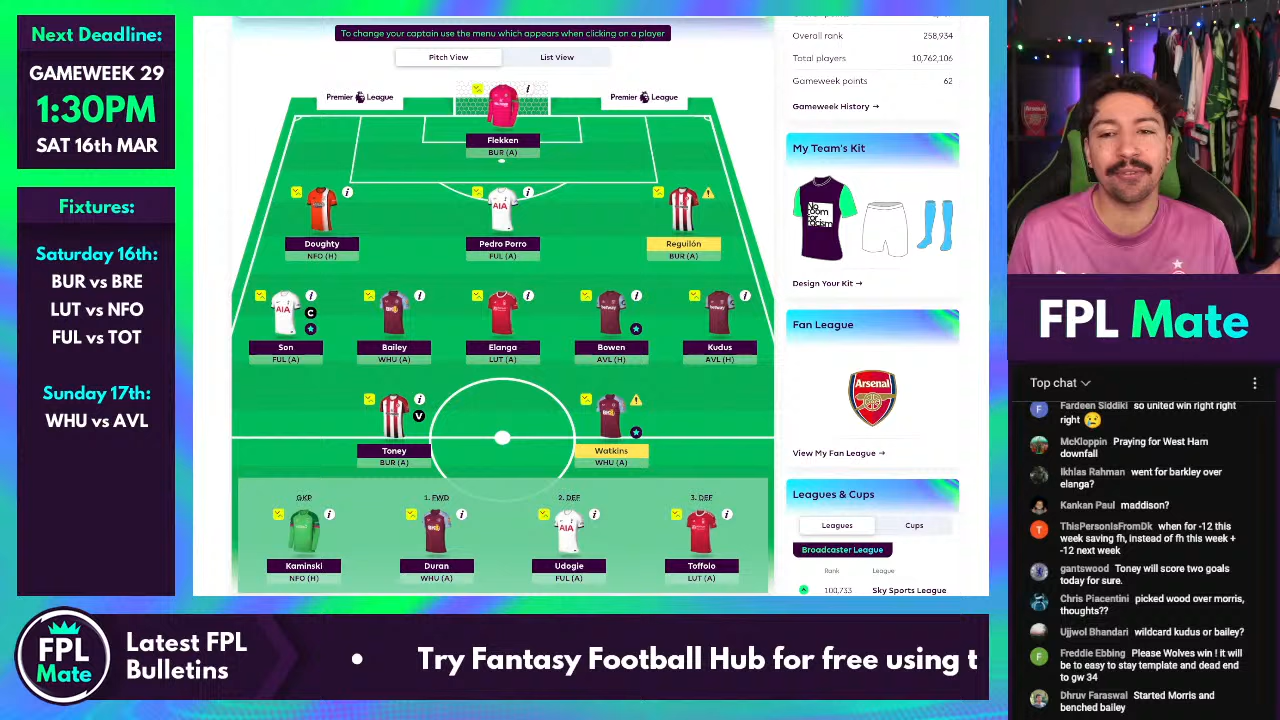 Next Deadline:
GAMEWEEK 29
1:30PM
SAT 16th MAR
Fixtures:
Saturday 16th:
BUR vs BRE
LUT vs NFO
FUL vs TOT
Sunday 17th:
WHU vs AVL
To change your captain use the menu which appears when clicking on a player
Pitch View
List View
Premier League
Premier League
Flekken
BUR (A)
AIA
Doughty
NFO (H)
Pedro Porro
FUL (A)
Reguilón
BUR (A)
AIA
C
Son
FUL (A)
Bailey
WHU (A)
Elanga
LUT (A)
Bowen
AVL (H)
Kudus
AVL (H)
V
Toney
BUR (A)
Watkins
WHU (A)
GKP
1. FWD
2. DEF
3. DEF
AIA
Kaminski
NFO (H)
Duran
WHU (A)
Udogie
FUL (A)
Toffolo
LUT (A)
Overall rank
258,934
Total players
10,762,106
Gameweek points
62
Gameweek History →
My Team's Kit
No
room
for
racism
Design Your Kit →
Fan League
Arsenal
View My Fan League →
Leagues & Cups
Leagues
Cups
Broadcaster League
Rank
League
100,733
Sky Sports League
FPL Mate
Top chat
F
Fardeen Siddiki so united win right right
right
McKloppin Praying for West Ham
downfall
Ikhlas Rahman went for barkley over
elanga?
Kankan Paul maddison?
T
ThisPersonIsFromDk when for -12 this
week saving fh, instead of fh this week +
-12 next week
gantswood Toney will score two goals
today for sure.
Chris Piacentini picked wood over morris,
thoughts??
Ujjwol Bhandari wildcard kudus or bailey?
F
Freddie Ebbing Please Wolves win ! it will
be to easy to stay template and dead end
to gw 34
Dhruv Faraswal Started Morris and
benched bailey
FPL
Mate
Latest FPL
Bulletins
• Try Fantasy Football Hub for free using t